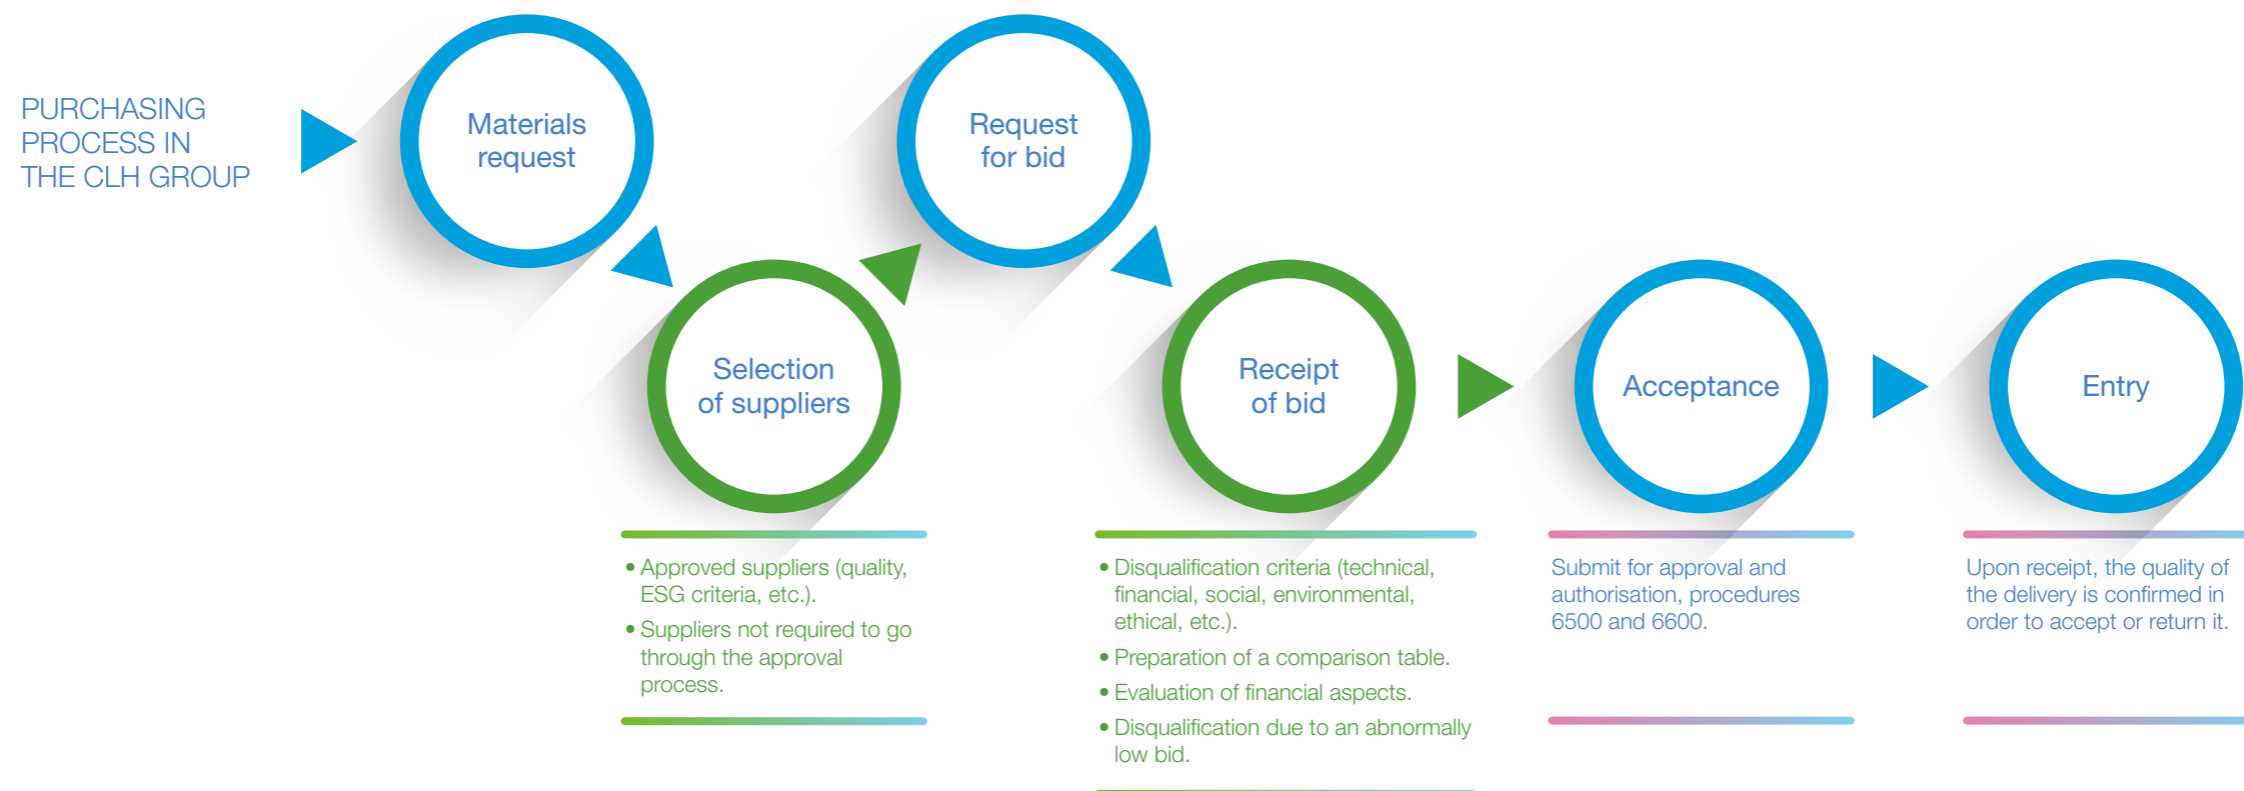 PURCHASING
PROCESS IN
THE CLH GROUP
Materials
request
Request
for bid
Selection
of suppliers
Receipt
of bid
Acceptance
Entry
• Approved suppliers (quality,
ESG criteria, etc.).
• Suppliers not required to go
through the approval
process.
• Disqualification criteria (technical,
financial, social, environmental,
ethical, etc.).
• Preparation of a comparison table.
• Evaluation of financial aspects.
• Disqualification due to an abnormally
low bid.
Submit for approval and
authorisation, procedures
6500 and 6600.
Upon receipt, the quality of
the delivery is confirmed in
order to accept or return it.